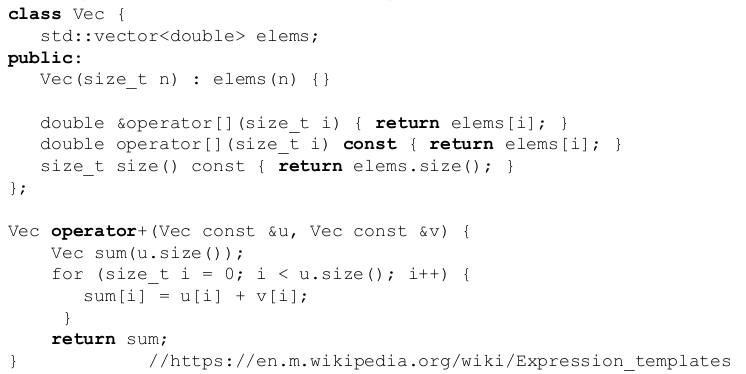 class Vec {
std::vector<double> elems;
public:
Vec(size_t n) : elems(n) {}
double &operator[](size_t i) { return elems[i]; }
double operator[](size_t i) const { return elems[i]; }
size_t size() const { return elems.size(); }
};
Vec operator+(Vec const &u, Vec const &v) {
Vec sum(u.size());
for (size_t i = 0; i < u.size(); i++) {
sum[i] = u[i] + v[i];
}
return sum;
} //https://en.m.wikipedia.org/wiki/Expression_templates